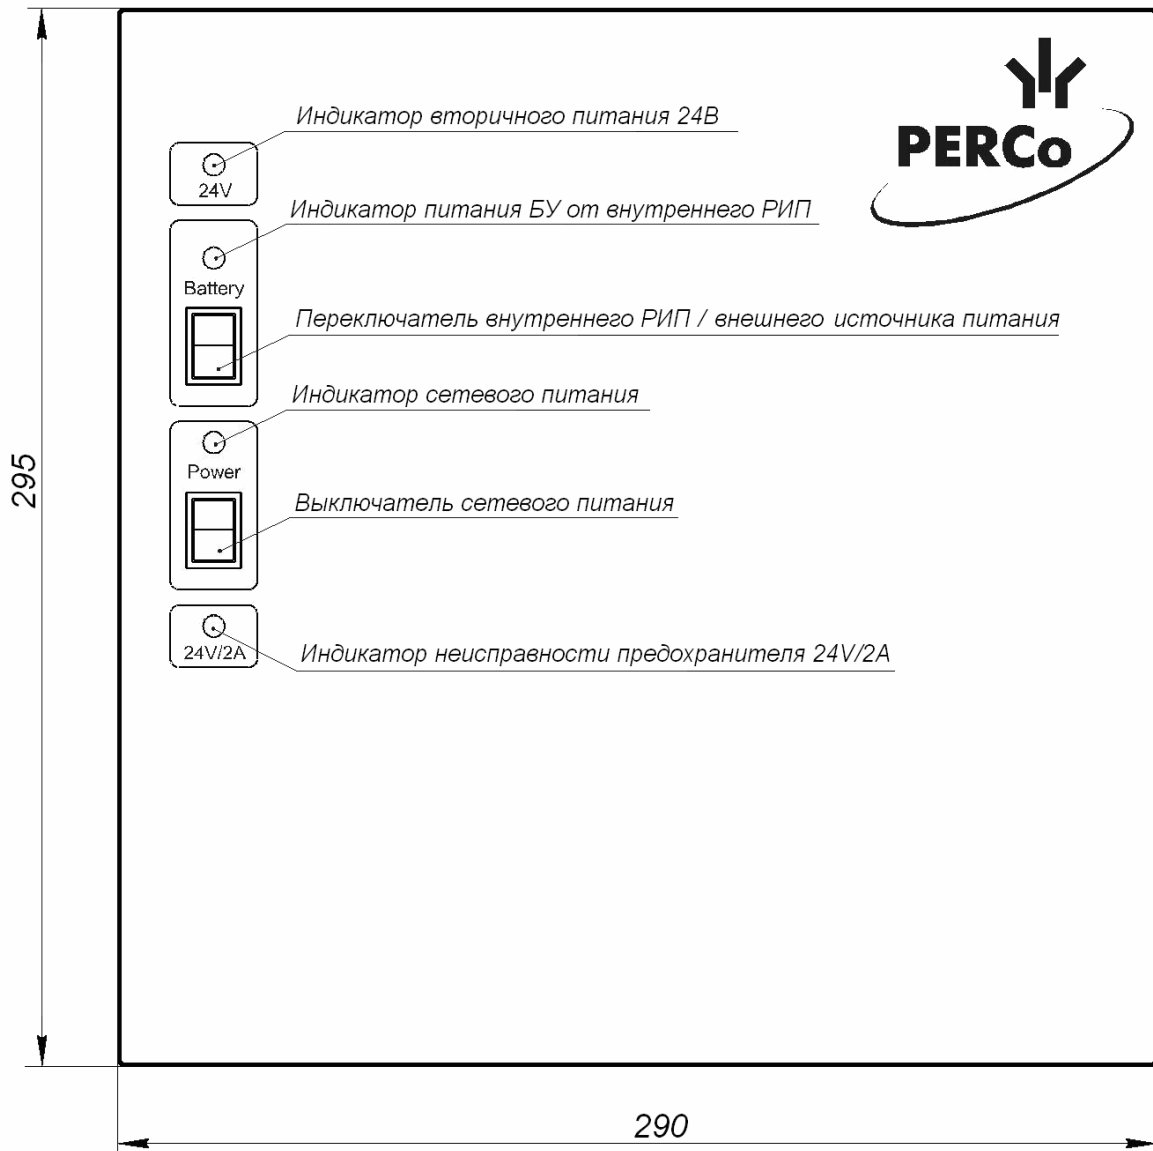 PERCo
Индикатор вторичного питания 24В
24V
Индикатор питания БУ от внутреннего РИП
Battery
Переключатель внутреннего РИП / внешнего источника питания
Индикатор сетевого питания
Power
Выключатель сетевого питания
24V/2A
Индикатор неисправности предохранителя 24V/2A
295
290